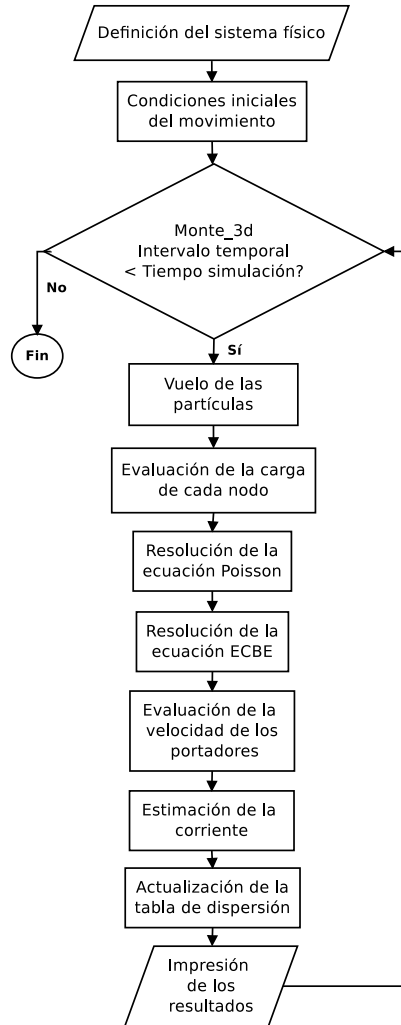 Definición del sistema físico
Condiciones iniciales
del movimiento
Monte_3d
Intervalo temporal
< Tiempo simulación?
No
Fin
Sí
Vuelo de las
partículas
Evaluación de la carga
de cada nodo
Resolución de la
ecuación Poisson
Resolución de la
ecuación ECBE
Evaluación de la
velocidad de los
portadores
Estimación de la
corriente
Actualización de la
tabla de dispersión
Impresión
de los
resultados